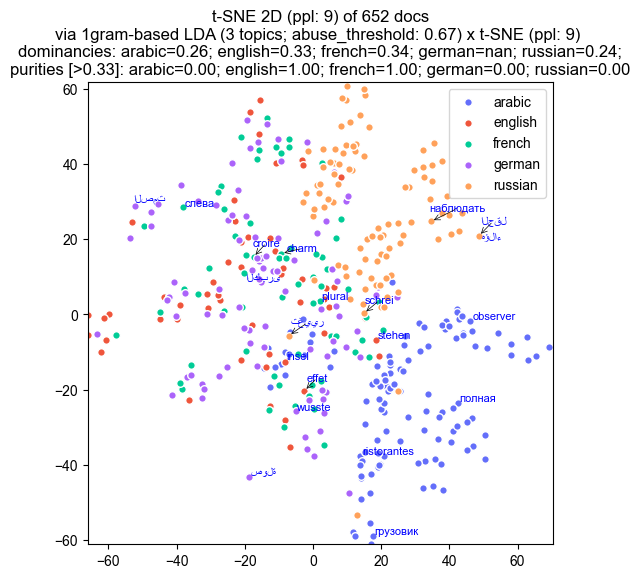 t-SNE 2D (ppl: 9) of 652 docs
via 1gram-based LDA (3 topics; abuse_threshold: 0.67) x t-SNE (ppl: 9)
dominancies: arabic=0.26; english=0.33; french=0.34; german=nan; russian=0.24;
purities [>0.33]: arabic=0.00; english=1.00; french=1.00; german=0.00; russian=0.00
60
arabic
english
french
german
russian
40
слева
наблюдать
20
croire
charm
plural
schrei
0
observer
stehen
insel
effet
-20
wusste
полная
ristorantes
-40
грузовик
-60
-60 -40 -20 0 20 40 60